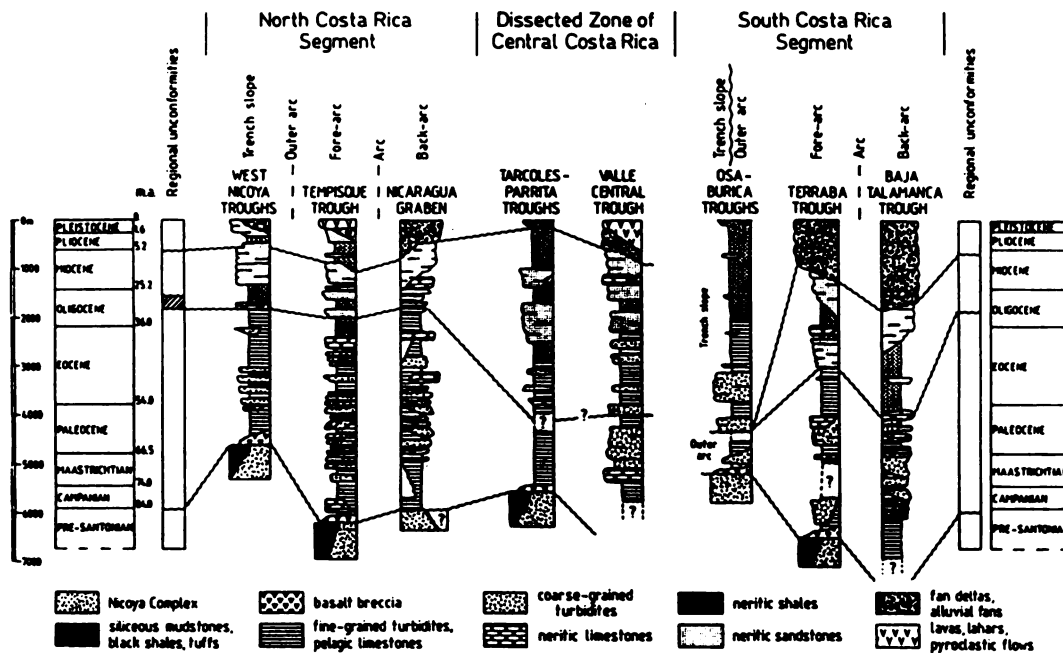 North Costa Rica
Segment
Dissected Zone of
Central Costa Rica
South Costa Rica
Segment
Regional unconformities
Trench slope
Outer arc
Fore-arc
Arc
Back-arc
Trench slope
Outer arc
Fore-arc
Arc
Back-arc
Regional unconformities
WEST
NICOYA
TROUGHS
TEMPISQUE
TROUGH
NICARAGUA
GRABEN
TARCOLES-
PARRITA
TROUGHS
VALLE
CENTRAL
TROUGH
OSA-
BURICA
TROUGHS
TERRABA
TROUGH
BAJA
TALAMANCA
TROUGH
m.a.
0m
1000
2000
3000
4000
5000
6000
7000
PLEISTOCENE
PLIOCENE
MIOCENE
OLIGOCENE
EOCENE
PALEOCENE
MAASTRICHTIAN
CAMPANIAN
PRE-SANTONIAN
0
1.6
5.2
25.2
36.0
54.0
66.5
74.0
84.0
?
?
?
?
Trench slope
Outer
arc
?
?
PLEISTOCENE
PLIOCENE
MIOCENE
OLIGOCENE
EOCENE
PALEOCENE
MAASTRICHTIAN
CAMPANIAN
PRE-SANTONIAN
Nicoya Complex
basalt breccia
coarse-grained
turbidites
neritic shales
fan deltas,
alluvial fans
siliceous mudstones,
black shales, tuffs
fine-grained turbidites,
pelagic limestones
neritic limestones
neritic sandstones
lavas, lahars,
pyroclastic flows